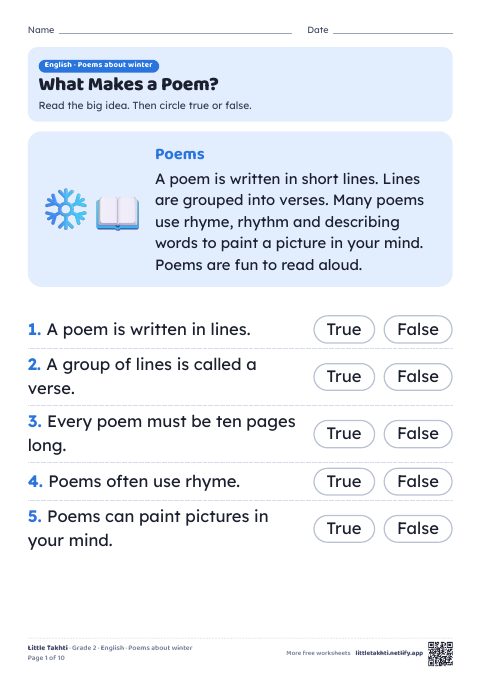 Name Date
English · Poems about winter
What Makes a Poem?
Read the big idea. Then circle true or false.
Poems
A poem is written in short lines. Lines
are grouped into verses. Many poems
use rhyme, rhythm and describing
words to paint a picture in your mind.
Poems are fun to read aloud.
1. A poem is written in lines. True False
2. A group of lines is called a
verse. True False
3. Every poem must be ten pages
long. True False
4. Poems often use rhyme. True False
5. Poems can paint pictures in
your mind. True False
Little Takhti · Grade 2 · English · Poems about winter
Page 1 of 10
More free worksheets · littletakhti.netlify.app